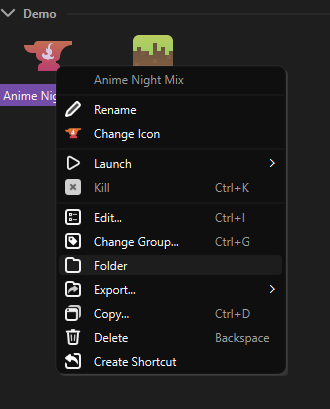 Demo
Anime Nig
Anime Night Mix
Rename
Change Icon
Launch
Kill Ctrl+K
Edit... Ctrl+I
Change Group... Ctrl+G
Folder
Export...
Copy... Ctrl+D
Delete Backspace
Create Shortcut